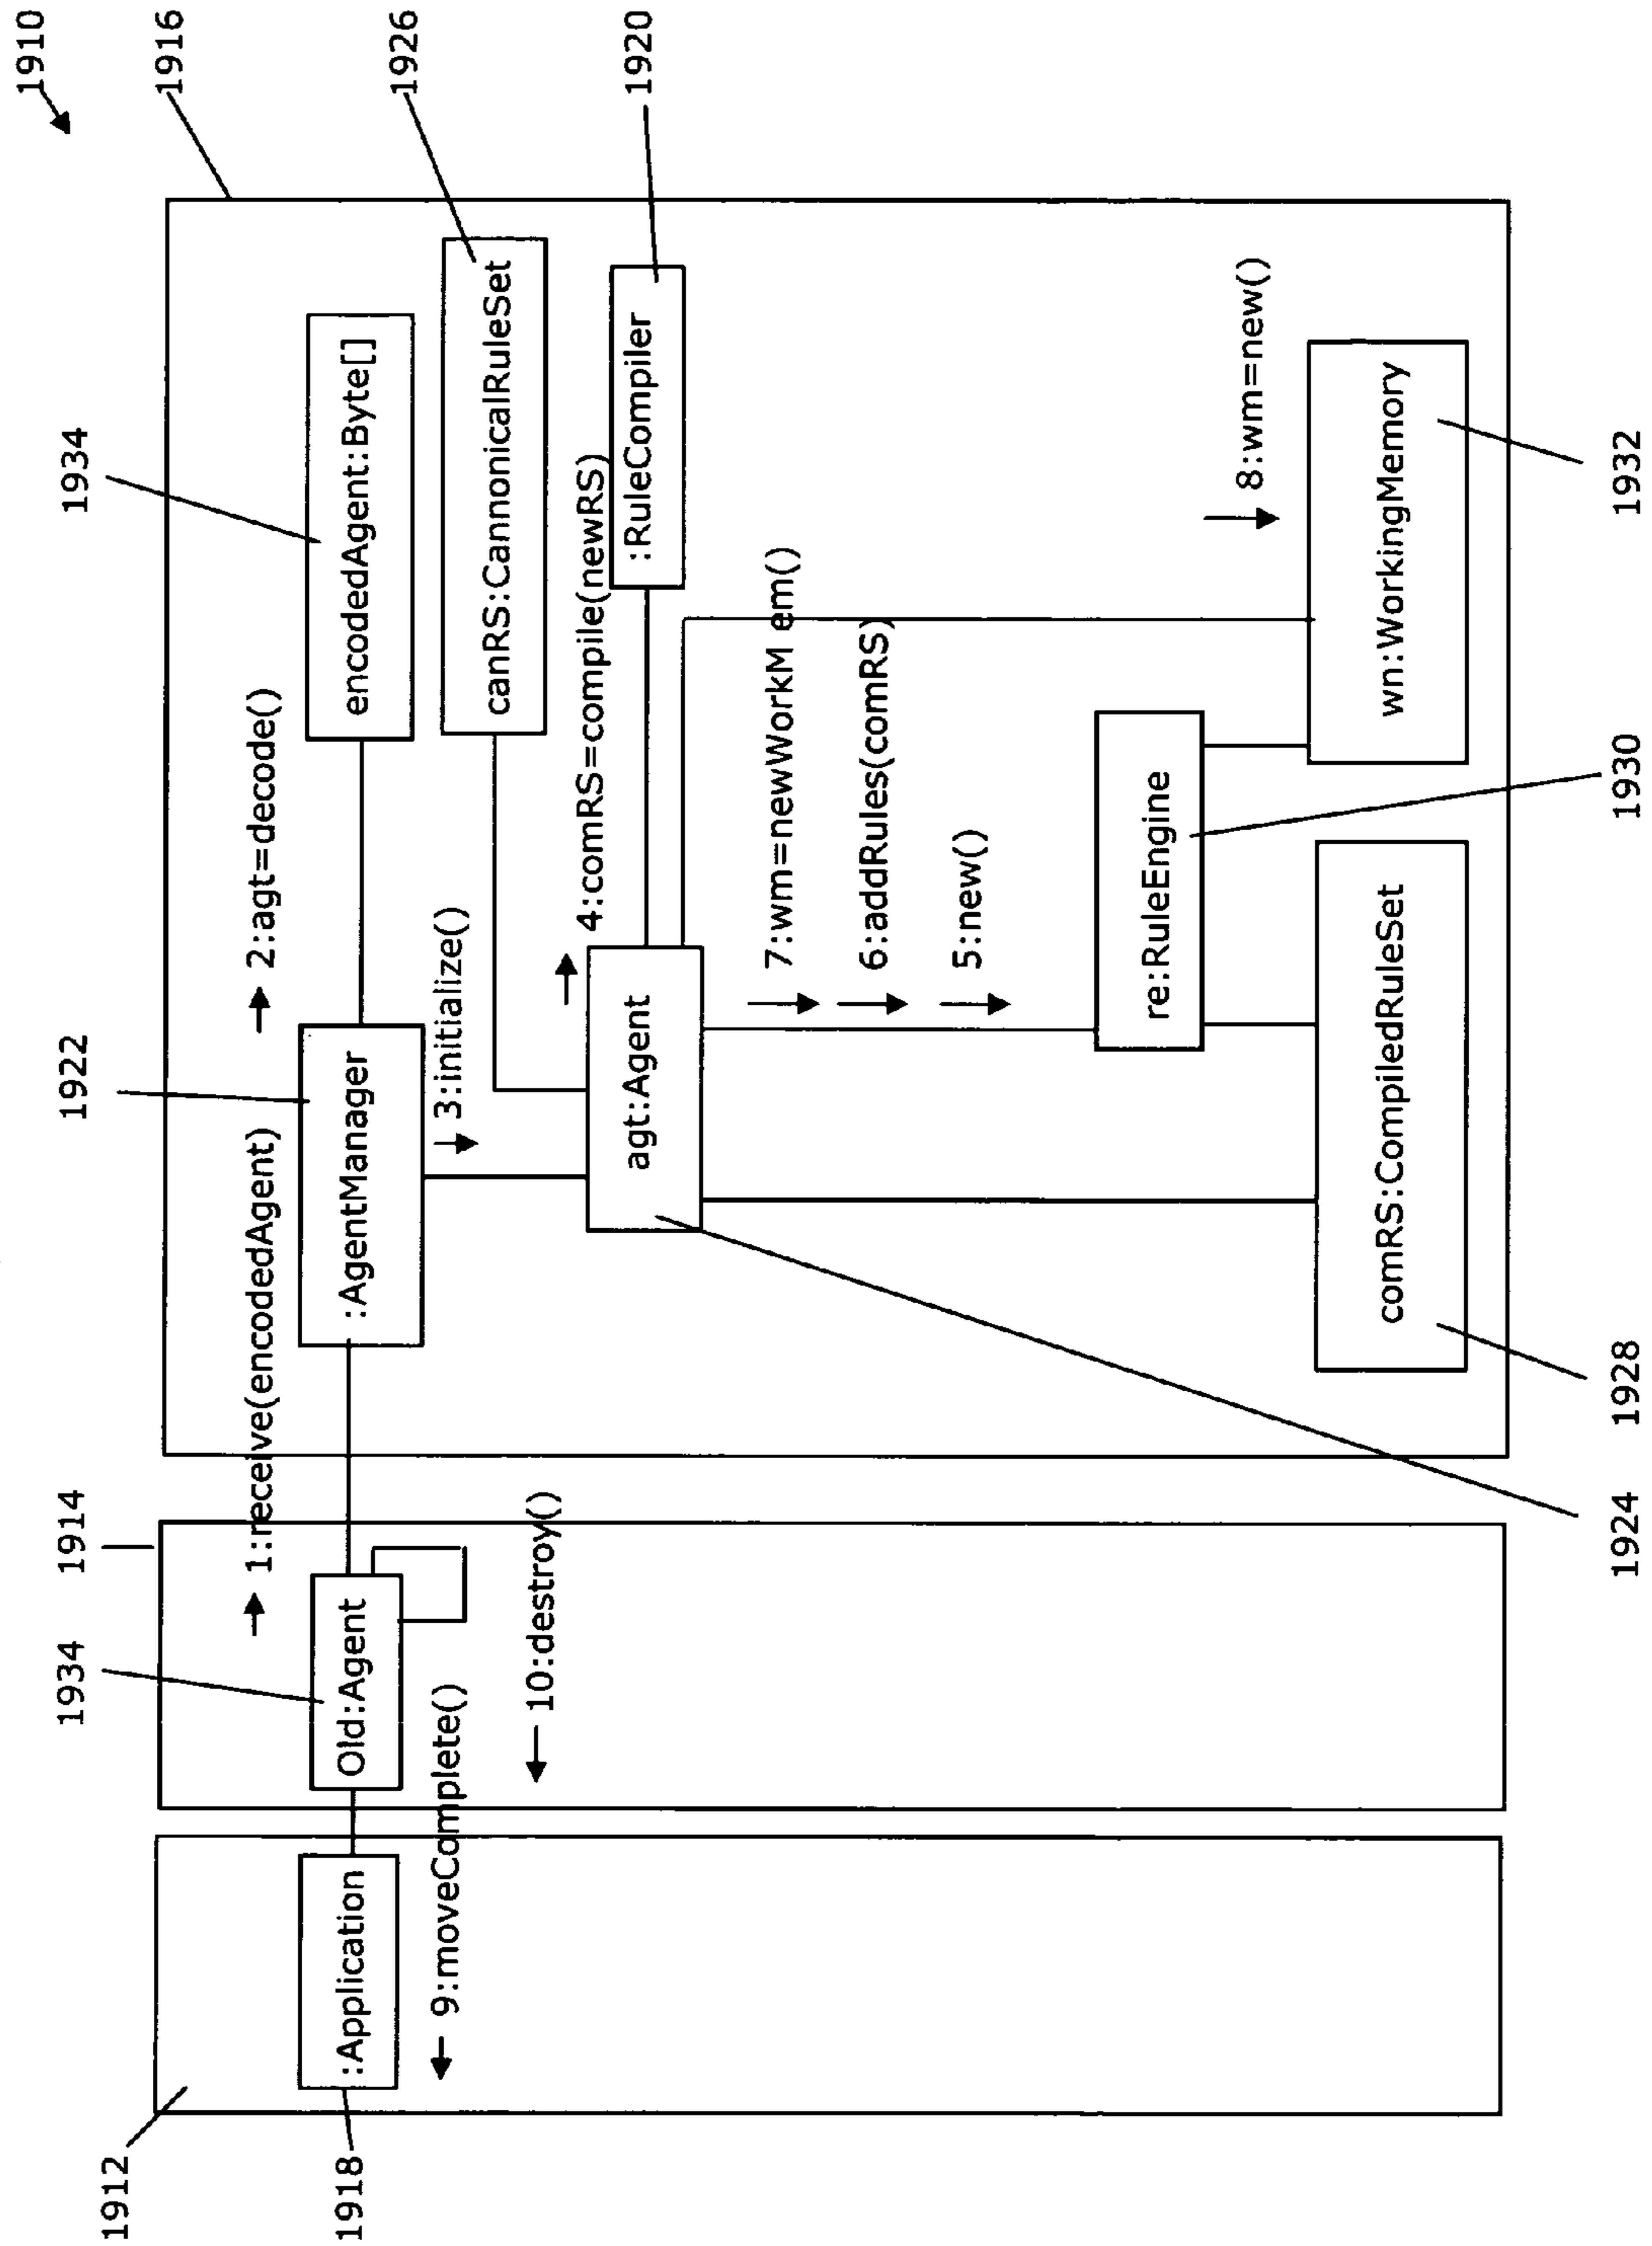 1910
1916
1926
1920
1934
1922
1914
1934
1912
1918
1:receive(encodedAgent)
2:agt=decode()
encodedAgent:Byte[]
:AgentManager
Old:Agent
:Application
3:initialize()
canRS:CannonicalRuleSet
9:moveComplete()
10:destroy()
4:comRS=compile(newRS)
:RuleCompiler
agt:Agent
7:wm=newWorkM em()
6:addRules(comRS)
5:new()
re:RuleEngine
8:wm=new()
comRS:CompiledRuleSet
wn:WorkingMemory
1924
1928
1930
1932